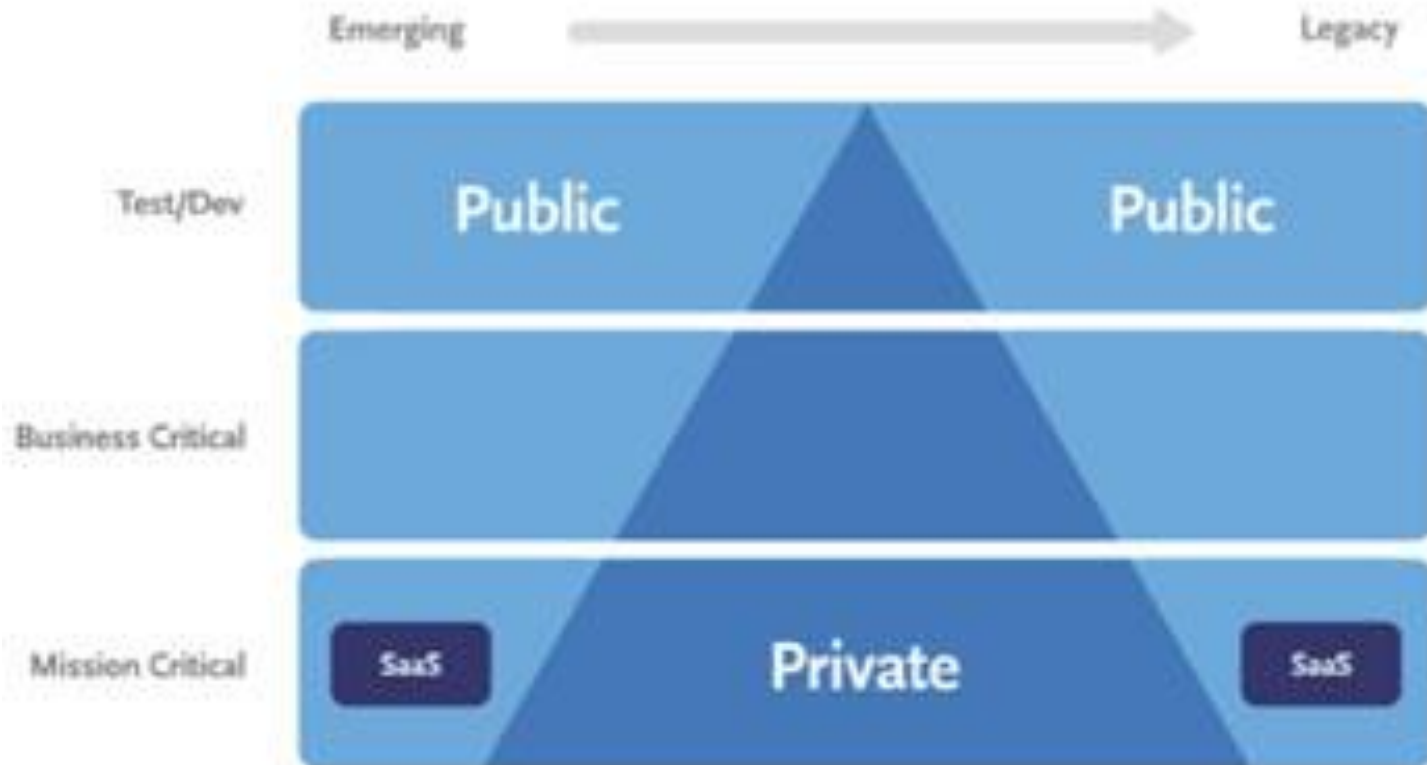 Emerging Legacy
Test/Dev Public Public
Business Critical
Mission Critical SaaS Private SaaS